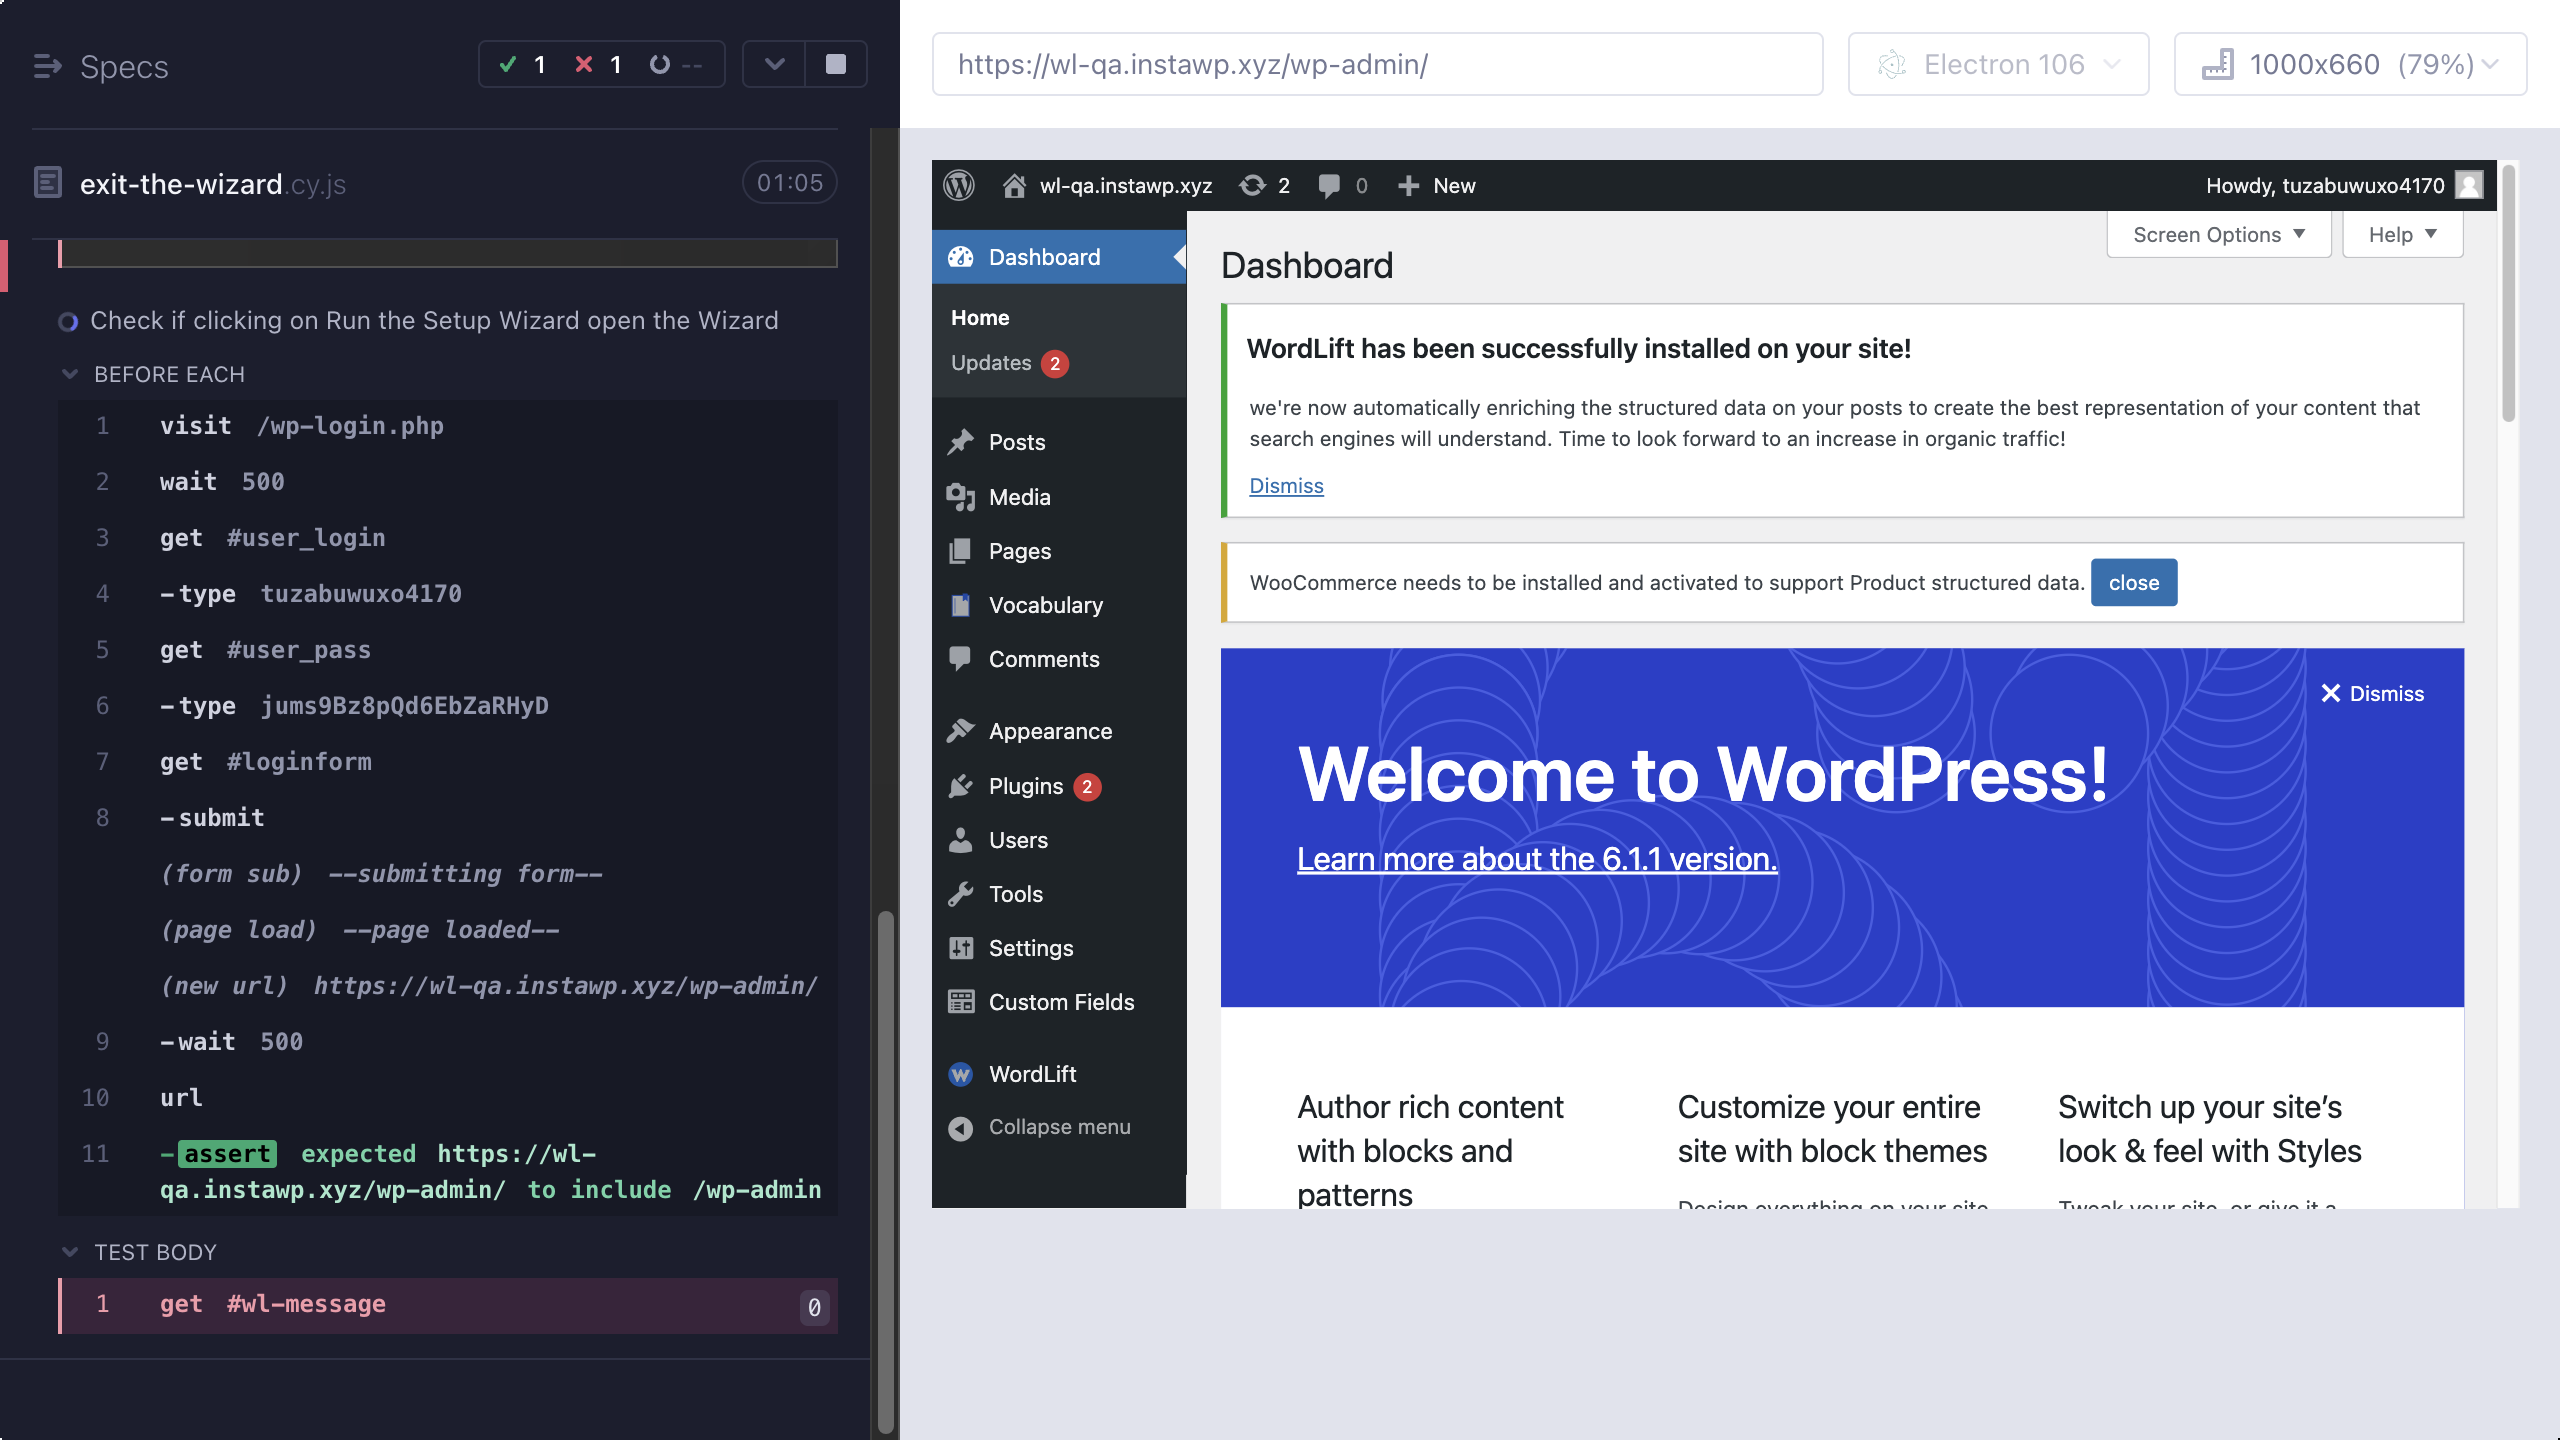 Specs
1
1
--
exit-the-wizard.cy.js
01:05
Check if clicking on Run the Setup Wizard open the Wizard
BEFORE EACH
1 visit /wp-login.php
2 wait 500
3 get #user_login
4 -type tuzabuwuxo4170
5 get #user_pass
6 -type jums9Bz8pQd6EbZaRHyD
7 get #loginform
8 -submit
(form sub) --submitting form--
(page load) --page loaded--
(new url) https://wl-qa.instawp.xyz/wp-admin/
9 -wait 500
10 url
11 -assert expected https://wl-
qa.instawp.xyz/wp-admin/ to include /wp-admin
TEST BODY
1 get #wl-message 0
https://wl-qa.instawp.xyz/wp-admin/
Electron 106
1000x660 (79%)
wl-qa.instawp.xyz
2
0
New
Howdy, tuzabuwuxo4170
Dashboard
Home
Updates 2
Posts
Media
Pages
Vocabulary
Comments
Appearance
Plugins 2
Users
Tools
Settings
Custom Fields
WordLift
Collapse menu
Screen Options
Help
Dashboard
WordLift has been successfully installed on your site!
we're now automatically enriching the structured data on your posts to create the best representation of your content that
search engines will understand. Time to look forward to an increase in organic traffic!
Dismiss
WooCommerce needs to be installed and activated to support Product structured data. close
Dismiss
Welcome to WordPress!
Learn more about the 6.1.1 version.
Author rich content
with blocks and
patterns
Customize your entire
site with block themes
Design everything on your site
Switch up your site's
look & feel with Styles
Tweak your site, or give it a